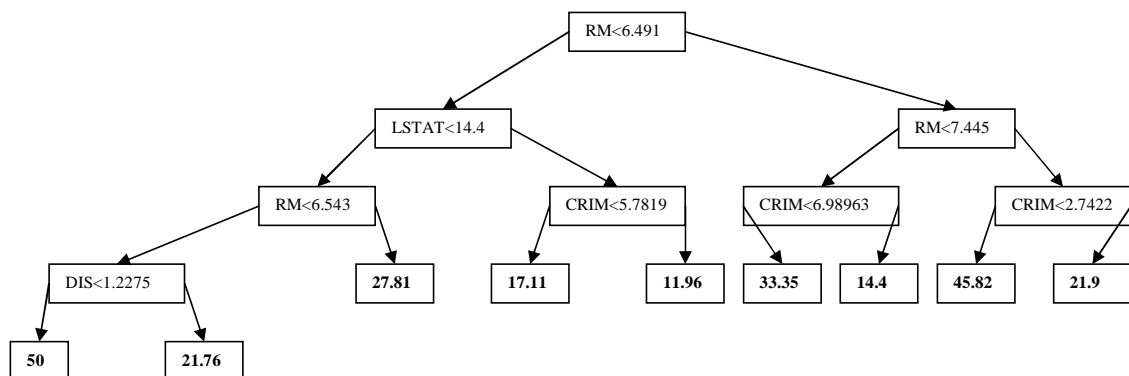 RM<6.491
LSTAT<14.4
RM<7.445
RM<6.543
CRIM<5.7819
CRIM<6.98963
CRIM<2.7422
DIS<1.2275
27.81
17.11
11.96
33.35
14.4
45.82
21.9
50
21.76